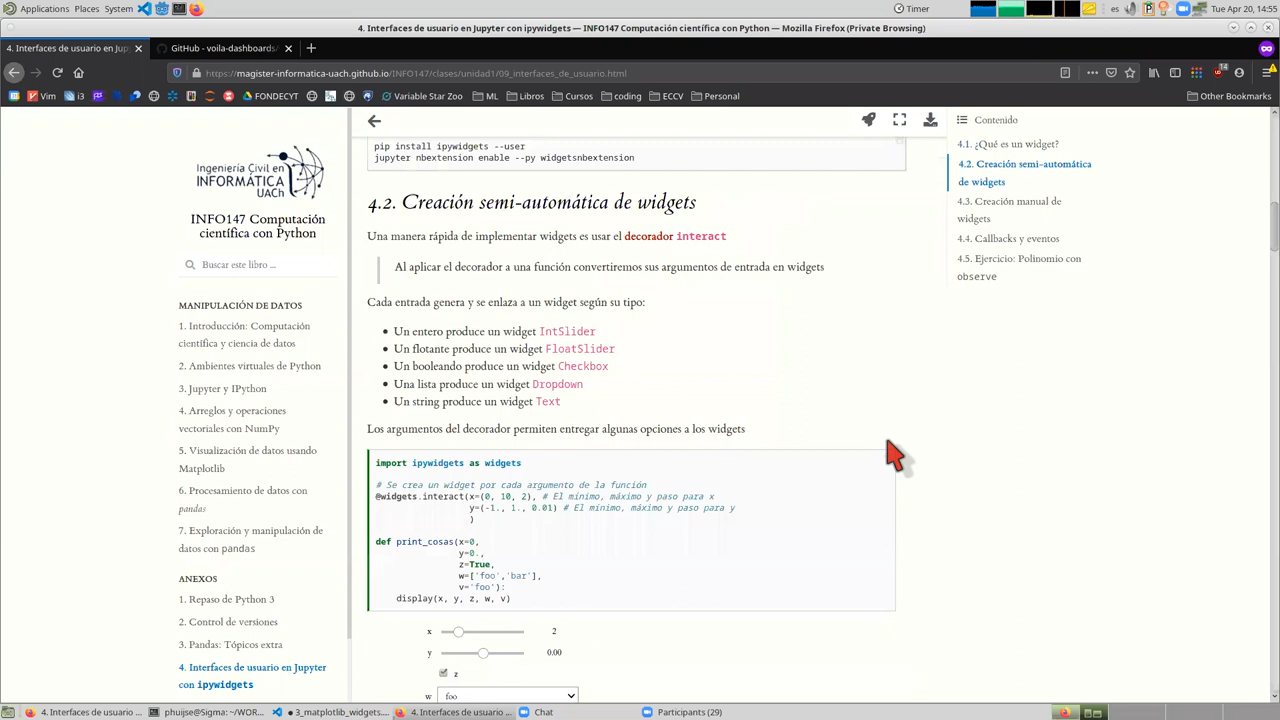 Applications Places System
Timer
es
Tue Apr 20, 14:55
4. Interfaces de usuario en Jupyter con ipywidgets — INFO147 Computación científica con Python — Mozilla Firefox (Private Browsing)
4. Interfaces de usuario en Jup
GitHub - voila-dashboards/
https://magister-informatica-uach.github.io/INFO147/clases/unidad1/09_interfaces_de_usuario.html
14
Vim
i3
FONDECYT
Variable Star Zoo
ML
Libros
Cursos
coding
ECCV
Personal
Other Bookmarks
Ingeniería Civil en
INFORMÁTICA
UACH
INFO147 Computación
científica con Python
Buscar este libro ...
MANIPULACIÓN DE DATOS
1. Introducción: Computación
científica y ciencia de datos
2. Ambientes virtuales de Python
3. Jupyter y IPython
4. Arreglos y operaciones
vectoriales con NumPy
5. Visualización de datos usando
Matplotlib
6. Procesamiento de datos con
pandas
7. Exploración y manipulación de
datos con pandas
ANEXOS
1. Repaso de Python 3
2. Control de versiones
3. Pandas: Tópicos extra
4. Interfaces de usuario en Jupyter
con ipywidgets
pip install ipywidgets --user
jupyter nbextension enable --py widgetsnbextension
4.2. Creación semi-automática de widgets
Una manera rápida de implementar widgets es usar el decorador interact
Al aplicar el decorador a una función convertiremos sus argumentos de entrada en widgets
Cada entrada genera y se enlaza a un widget según su tipo:
Un entero produce un widget IntSlider
Un flotante produce un widget FloatSlider
Un booleando produce un widget Checkbox
Una lista produce un widget Dropdown
Un string produce un widget Text
Los argumentos del decorador permiten entregar algunas opciones a los widgets
import ipywidgets as widgets
# Se crea un widget por cada argumento de la función
@widgets.interact(x=(0, 10, 2), # El mínimo, máximo y paso para x
y=(-1., 1., 0.01) # El mínimo, máximo y paso para y
)
def print_cosas(x=0,
y=0.,
z=True,
w=['foo','bar'],
v='foo'):
display(x, y, z, w, v)
x 2
y 0.00
z
w foo
Contenido
4.1. ¿Qué es un widget?
4.2. Creación semi-automática
de widgets
4.3. Creación manual de
widgets
4.4. Callbacks y eventos
4.5. Ejercicio: Polinomio con
observe
4. Interfaces de usuario en Jup...
phuijse@Sigma: ~/WOR...
● 3_matplotlib_widgets....
4. Interfaces de usuario en Jup...
Chat
Participants (29)